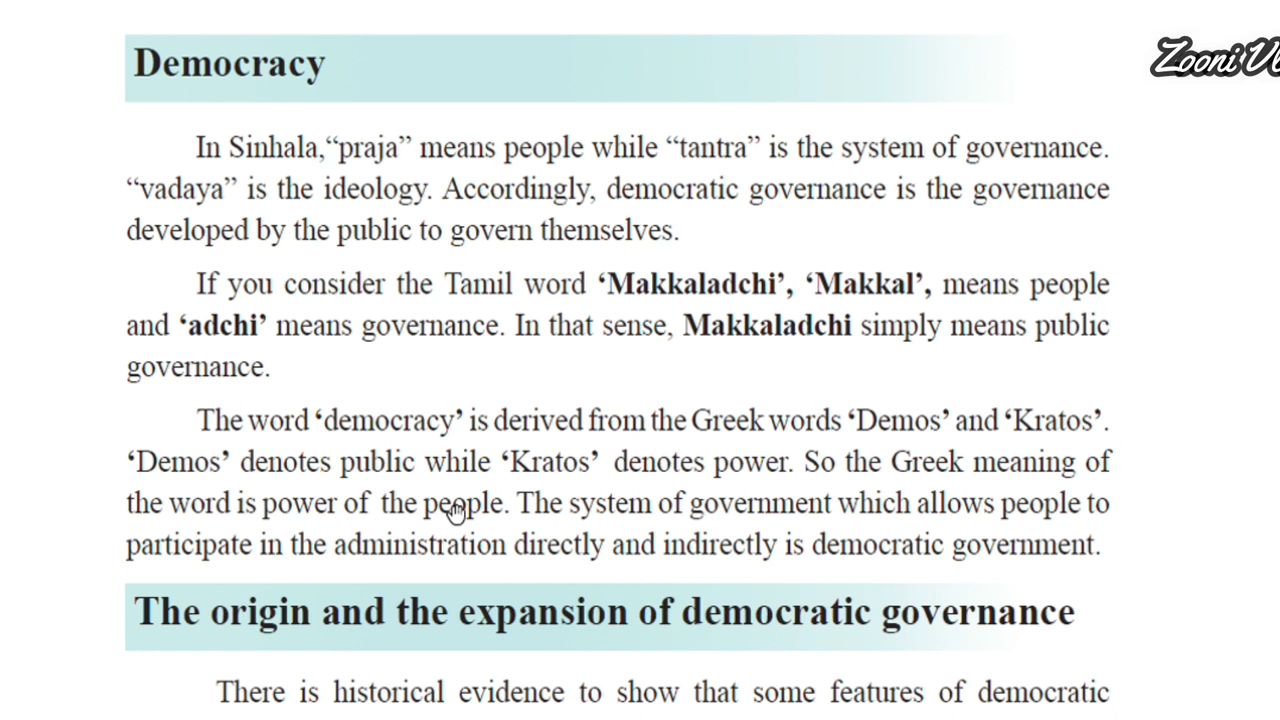 Democracy
Zooni Vl
In Sinhala,“praja” means people while “tantra” is the system of governance.
“vadaya” is the ideology. Accordingly, democratic governance is the governance
developed by the public to govern themselves.
If you consider the Tamil word ‘Makkaladchi’, ‘Makkal’, means people
and ‘adchi’ means governance. In that sense, Makkaladchi simply means public
governance.
The word ‘democracy’ is derived from the Greek words ‘Demos’ and ‘Kratos’.
‘Demos’ denotes public while ‘Kratos’ denotes power. So the Greek meaning of
the word is power of the people. The system of government which allows people to
participate in the administration directly and indirectly is democratic government.
The origin and the expansion of democratic governance
There is historical evidence to show that some features of democratic